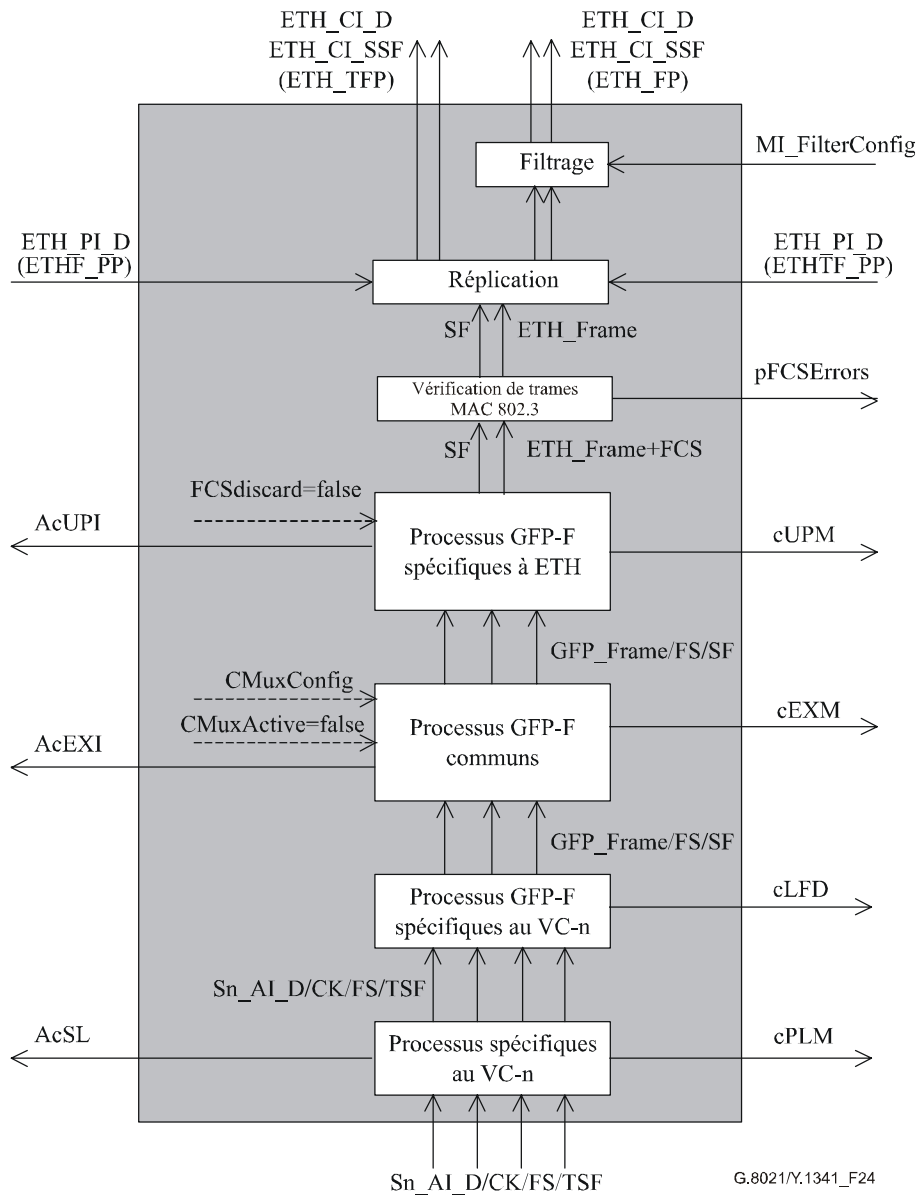 ETH_CI_D
ETH_CI_SSF
(ETH_TFP)
ETH_CI_D
ETH_CI_SSF
(ETH_FP)
Filtrage
MI_FilterConfig
ETH_PI_D
(ETHF_PP)
Réplication
ETH_PI_D
(ETHTF_PP)
SF
ETH_Frame
Vérification de trames
MAC 802.3
pFCSErrors
SF
ETH_Frame+FCS
FCSdiscard=false
AcUPI
Processus GFP-F
spécifiques à ETH
cUPM
GFP_Frame/FS/SF
CMuxConfig
CMuxActive=false
AcEXI
Processus GFP-F
communs
cEXM
GFP_Frame/FS/SF
Processus GFP-F
spécifiques au VC-n
cLFD
Sn_AI_D/CK/FS/TSF
AcSL
Processus spécifiques
au VC-n
cPLM
Sn_AI_D/CK/FS/TSF
G.8021/Y.1341_F24